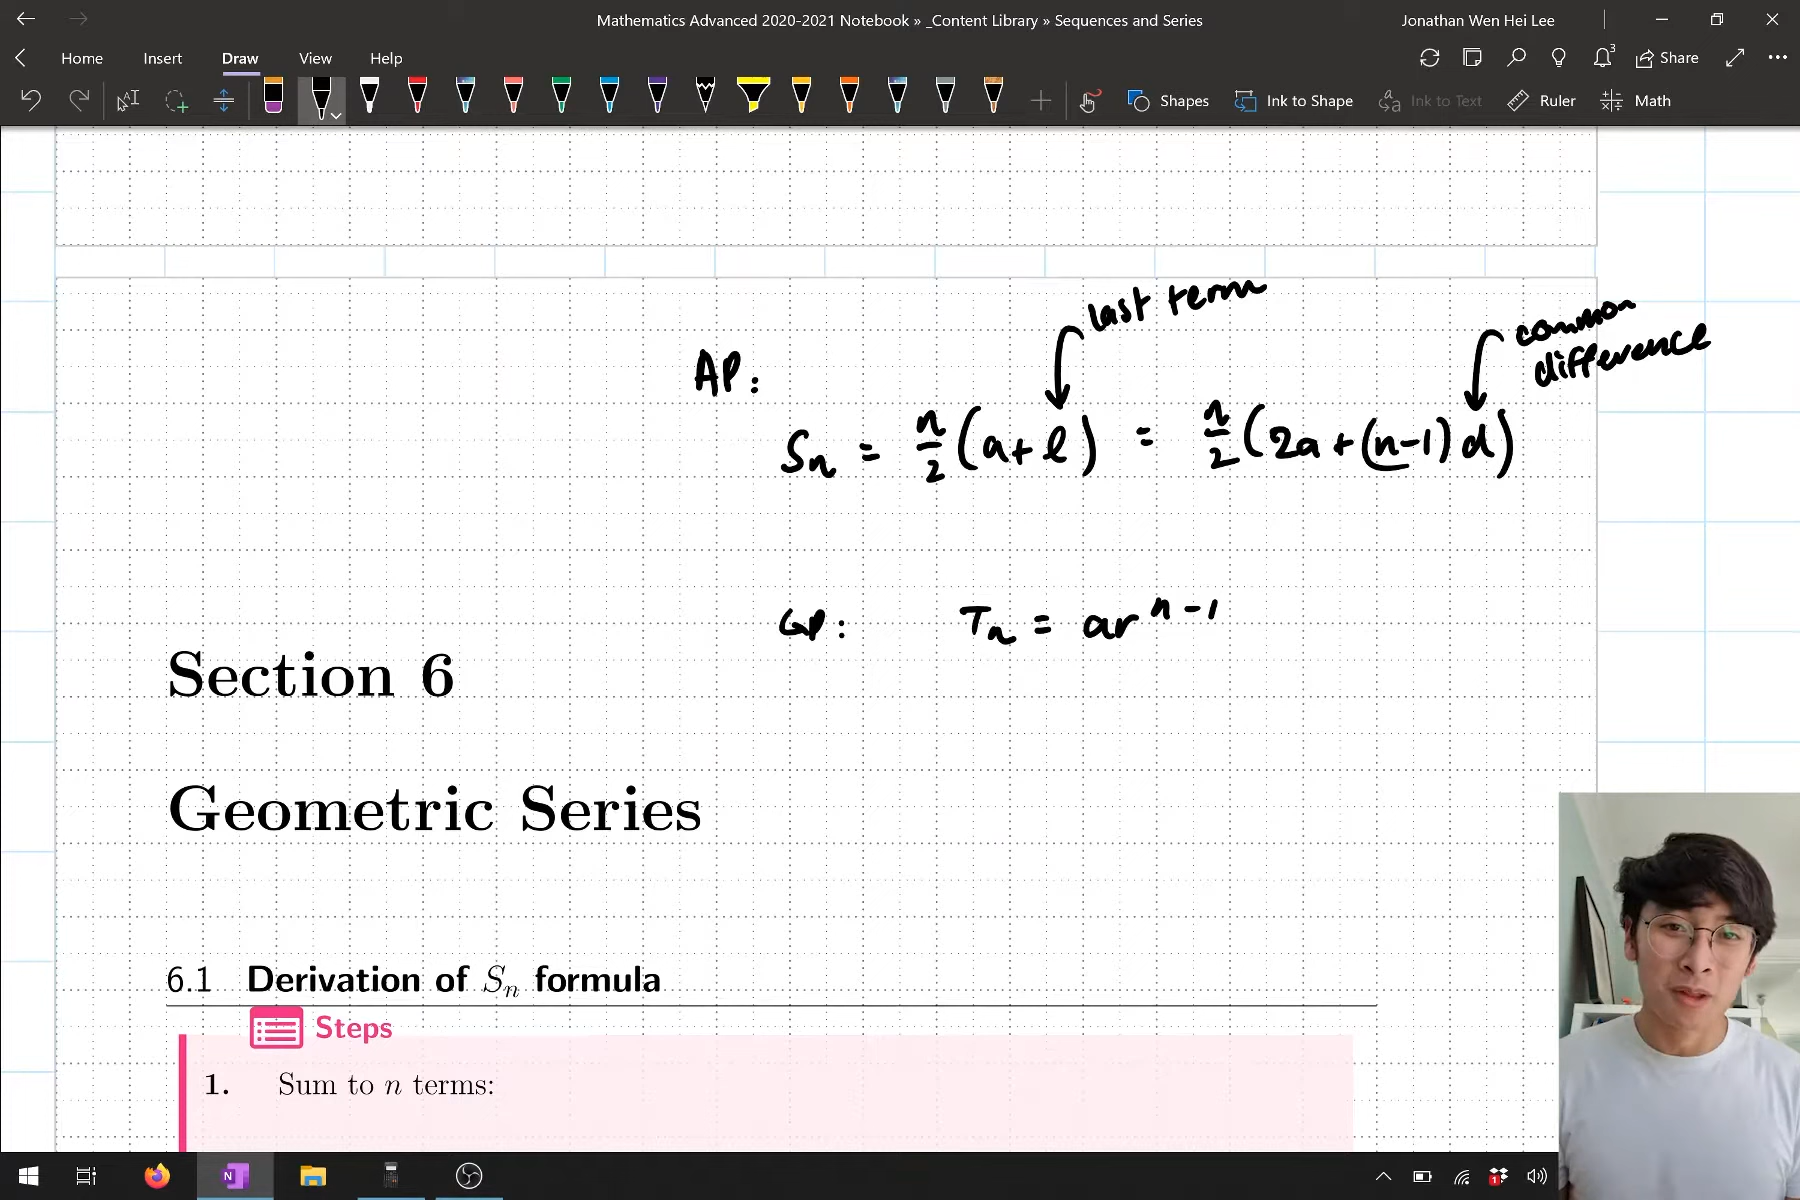 Mathematics Advanced 2020-2021 Notebook » _Content Library » Sequences and Series
Jonathan Wen Hei Lee
Home Insert Draw View Help
3
Share
Shapes
Ink to Shape
Ink to Text
Ruler
Math
last term
common
difference
AP:
Sn = n/2 (a+l) = n/2 (2a+(n-1)d)
GP: Tn = ar^n-1
Section 6
Geometric Series
6.1 Derivation of Sn formula
Steps
1. Sum to n terms:
N
1